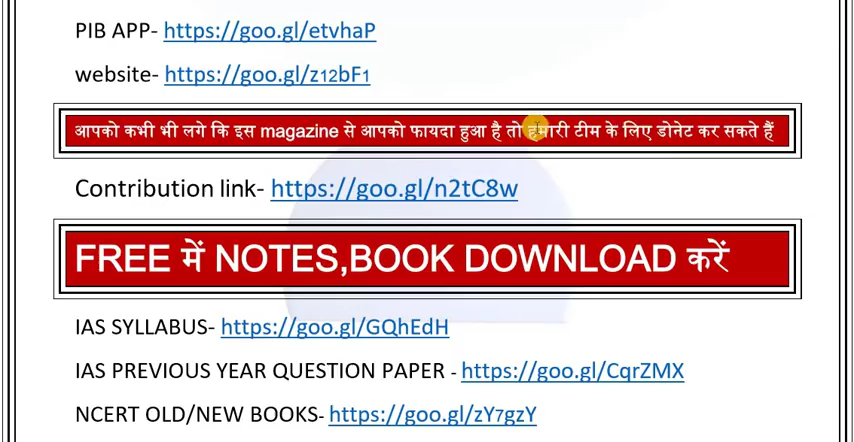 PIB APP- https://goo.gl/etvhaP
website- https://goo.gl/z12bF1
आपको कभी भी लगे कि इस magazine से आपको फायदा हुआ है तो हमारी टीम के लिए डोनेट कर सकते हैं
Contribution link- https://goo.gl/n2tC8w
FREE में NOTES,BOOK DOWNLOAD करें
IAS SYLLABUS- https://goo.gl/GQhEdH
IAS PREVIOUS YEAR QUESTION PAPER - https://goo.gl/CqrZMX
NCERT OLD/NEW BOOKS- https://goo.gl/zY7gzY